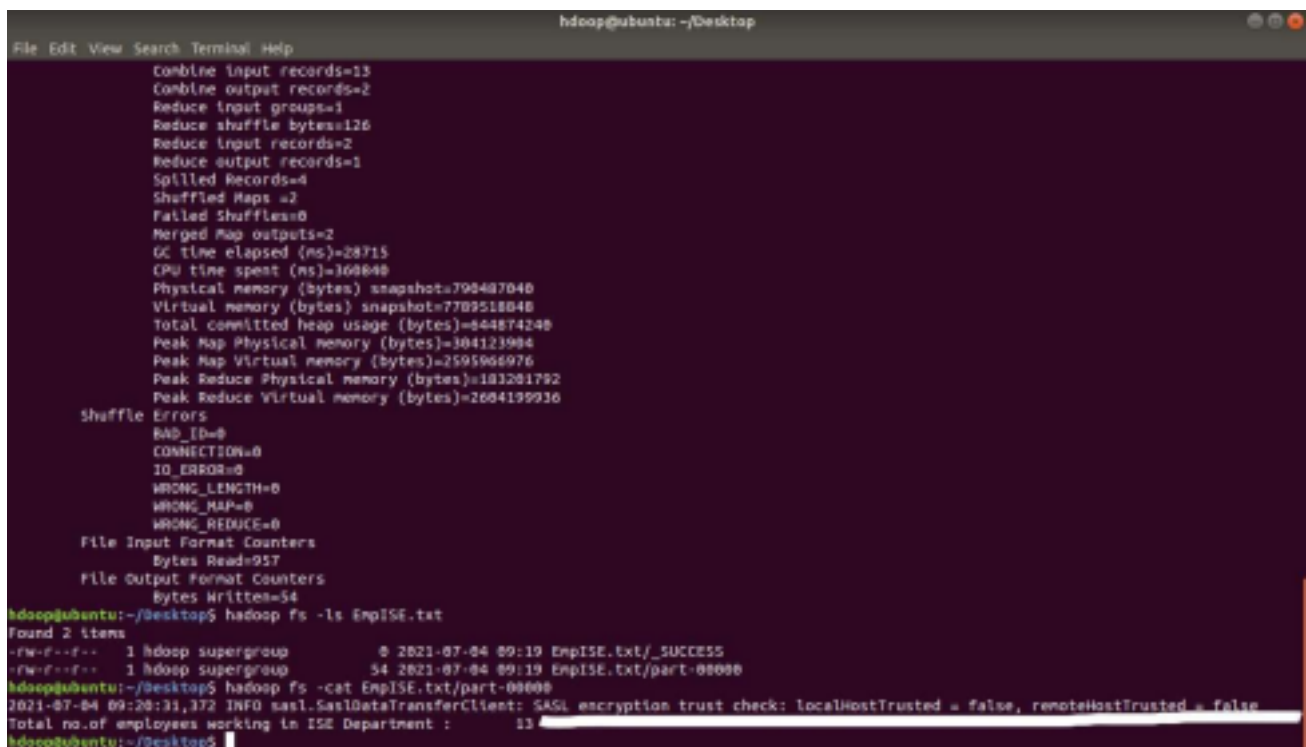 hdoop@ubuntu: ~/Desktop
File Edit View Search Terminal Help
Combine input records=13
Combine output records=2
Reduce input groups=1
Reduce shuffle bytes=126
Reduce input records=2
Reduce output records=1
Spilled Records=4
Shuffled Maps =2
Failed Shuffles=0
Merged Map outputs=2
GC time elapsed (ms)=28715
CPU time spent (ms)=360840
Physical memory (bytes) snapshot=790487040
Virtual memory (bytes) snapshot=7789518848
Total committed heap usage (bytes)=644874240
Peak Map Physical memory (bytes)=304123904
Peak Map Virtual memory (bytes)=2595966976
Peak Reduce Physical memory (bytes)=183201792
Peak Reduce Virtual memory (bytes)=2604199936
Shuffle Errors
BAD_ID=0
CONNECTION=0
IO_ERROR=0
WRONG_LENGTH=0
WRONG_MAP=0
WRONG_REDUCE=0
File Input Format Counters
Bytes Read=957
File Output Format Counters
Bytes Written=54
hdoop@ubuntu:~/Desktop$ hadoop fs -ls EmpISE.txt
Found 2 items
-rw-r--r-- 1 hdoop supergroup 0 2021-07-04 09:19 EmpISE.txt/_SUCCESS
-rw-r--r-- 1 hdoop supergroup 54 2021-07-04 09:19 EmpISE.txt/part-00000
hdoop@ubuntu:~/Desktop$ hadoop fs -cat EmpISE.txt/part-00000
2021-07-04 09:20:31,372 INFO sasl.SaslDataTransferClient: SASL encryption trust check: localHostTrusted = false, remoteHostTrusted = false
Total no.of employees working in ISE Department : 13
hdoop@ubuntu:~/Desktop$